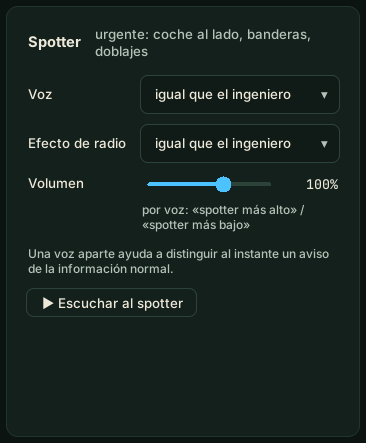 Spotter urgente: coche al lado, banderas,
doblajes
Voz igual que el ingeniero ▾
Efecto de radio igual que el ingeniero ▾
Volumen 100%
por voz: «spotter más alto» /
«spotter más bajo»
Una voz aparte ayuda a distinguir al instante un aviso
de la información normal.
▶ Escuchar al spotter